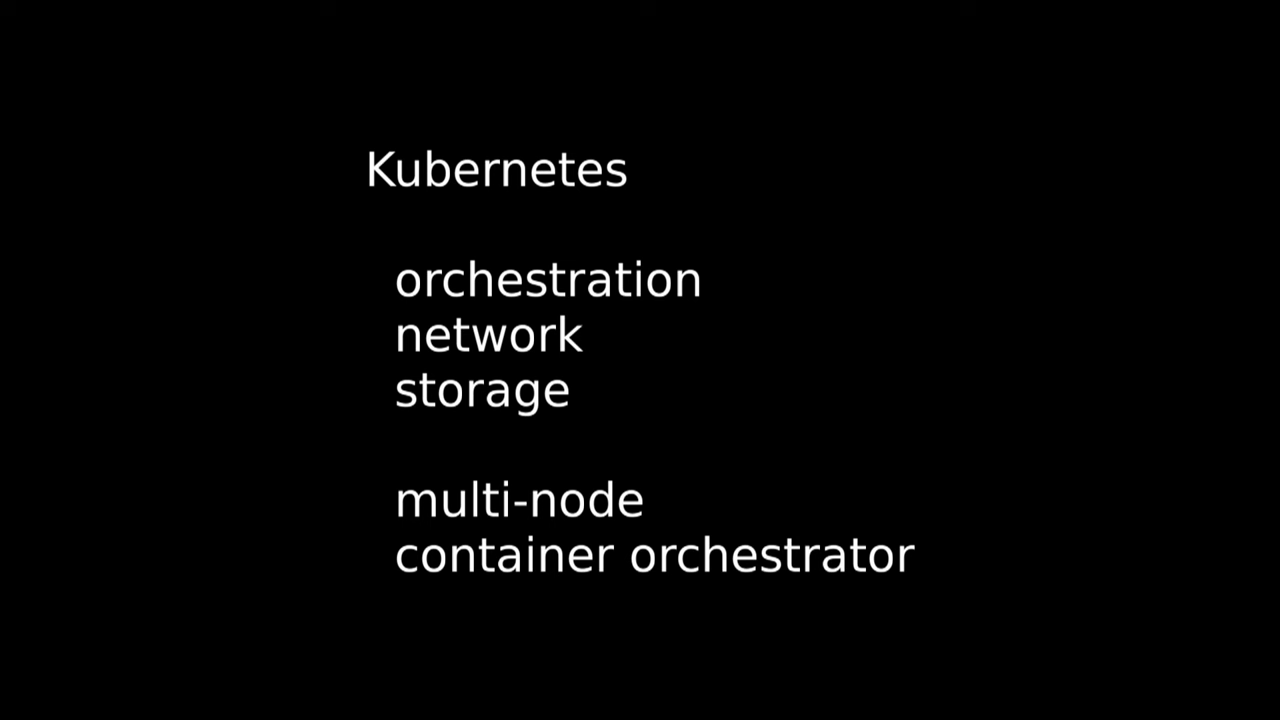 Kubernetes
orchestration
network
storage
multi-node
container orchestrator